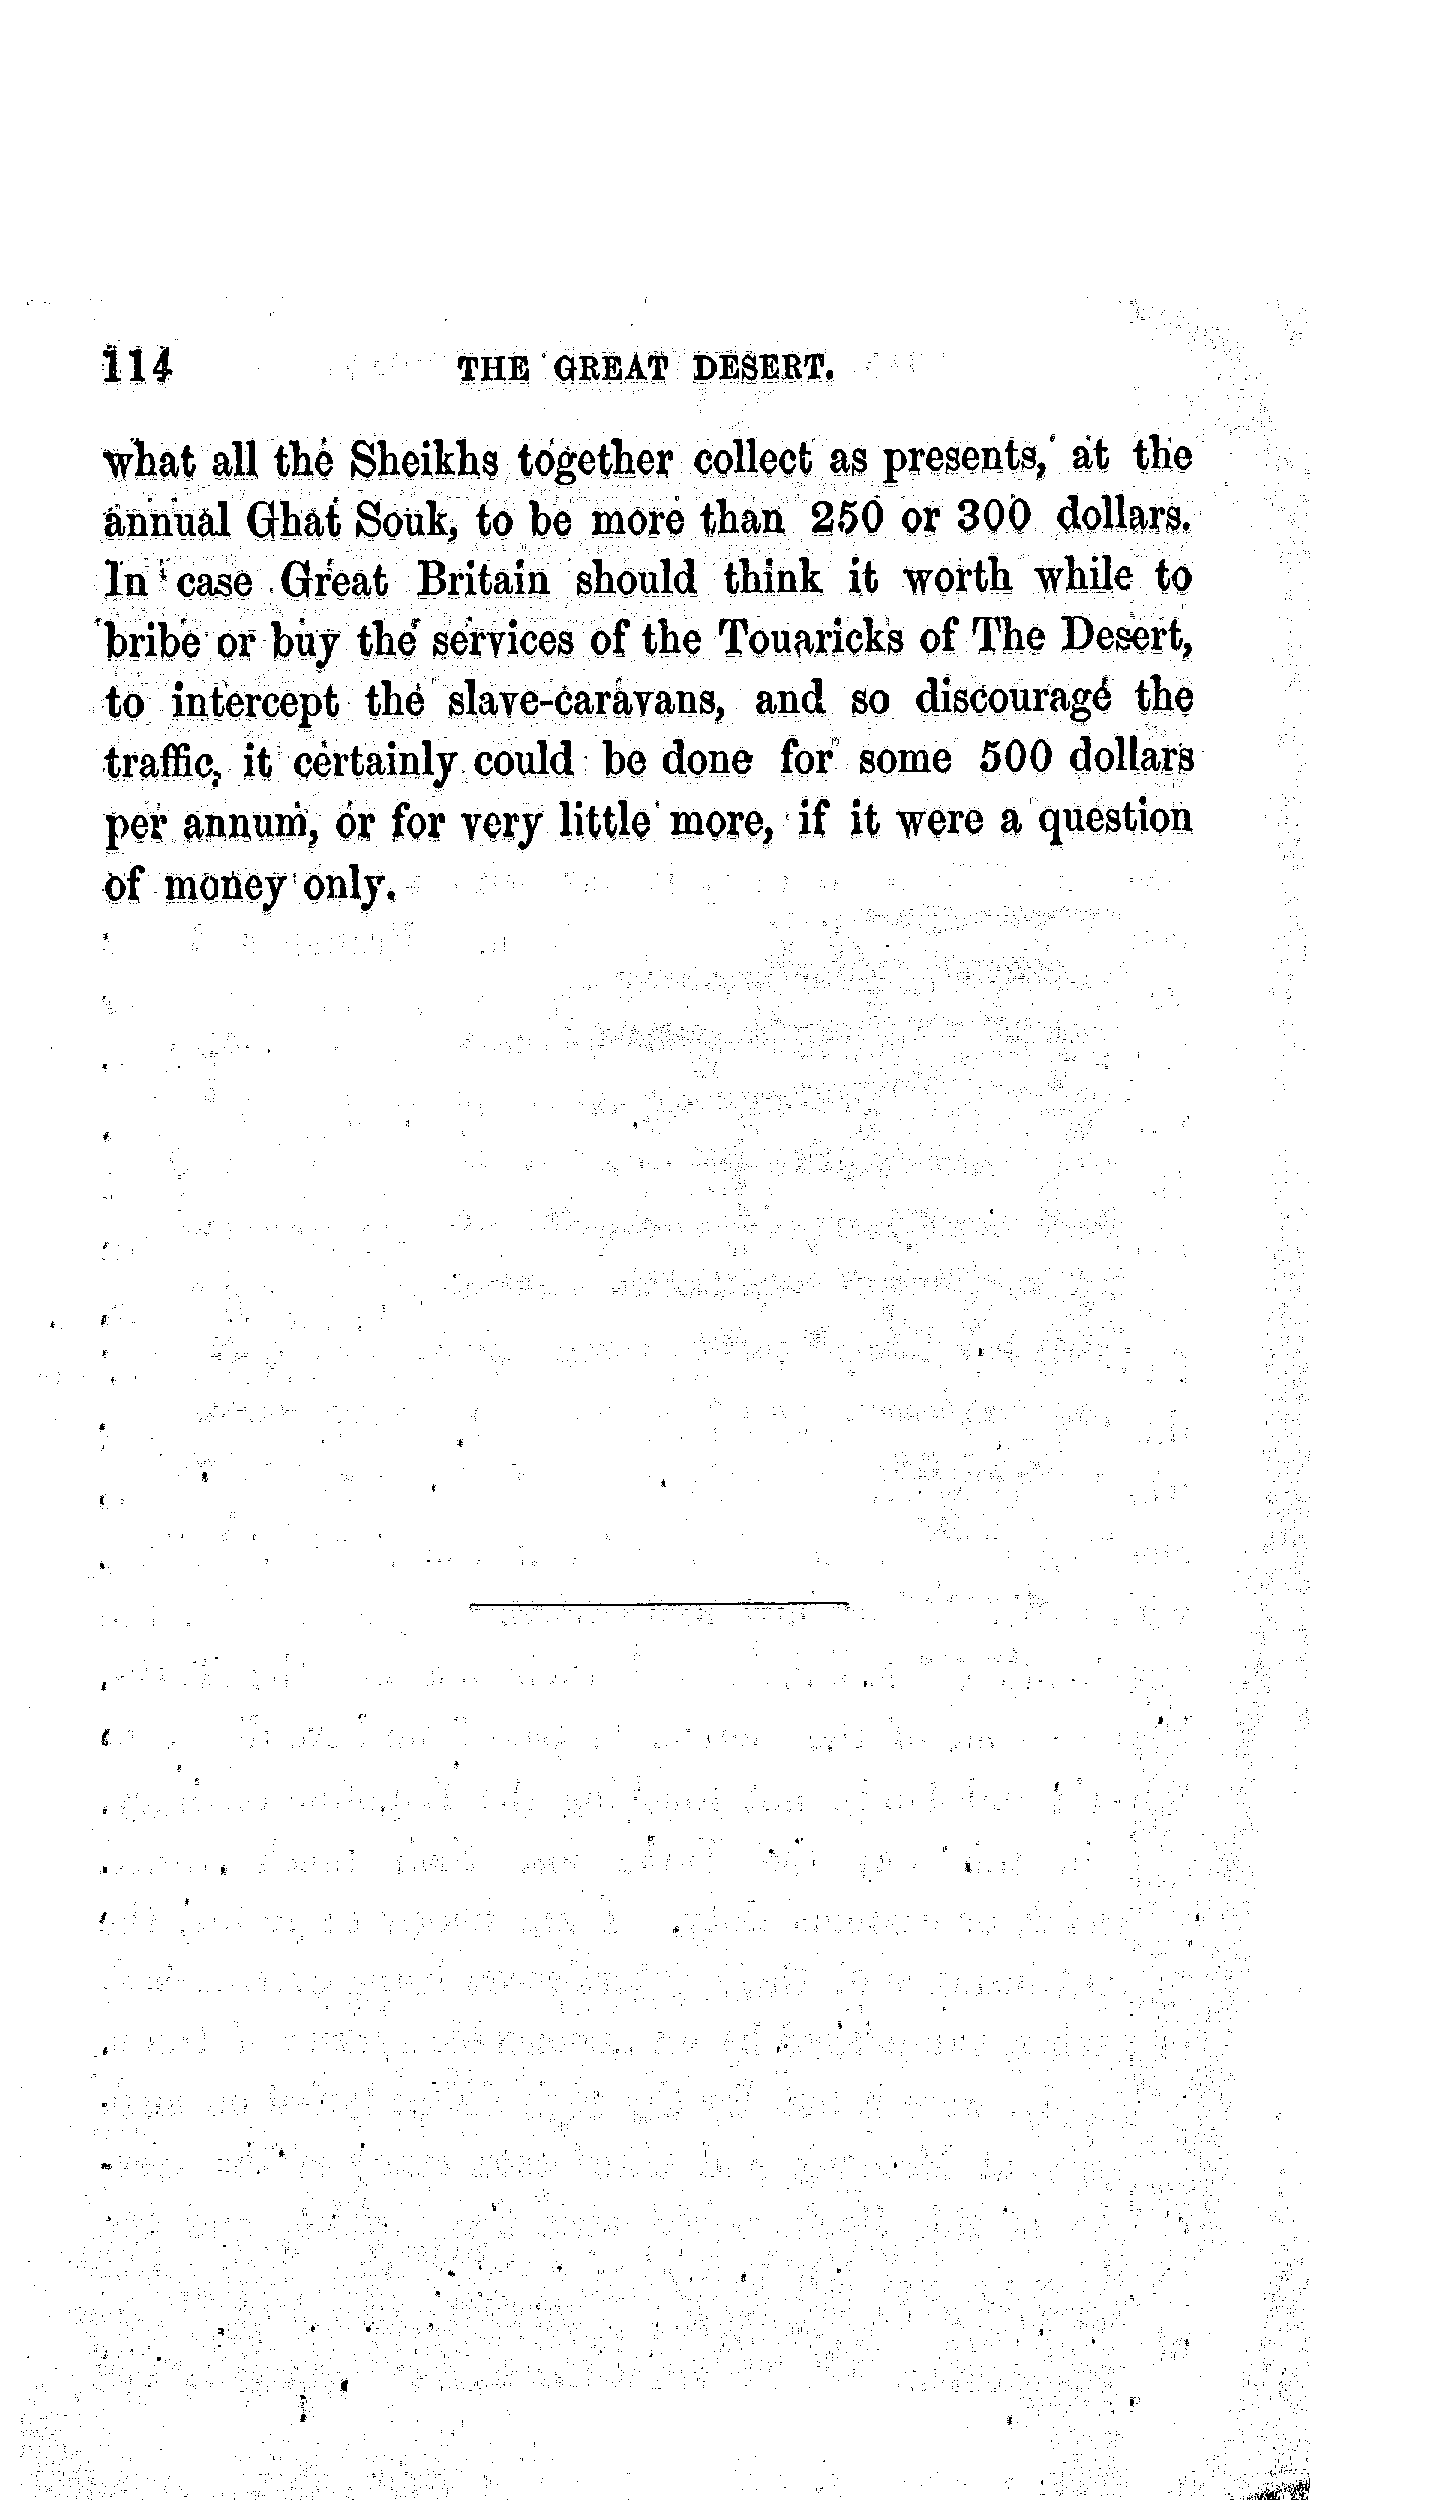 114 THE GREAT DESERT.
what all the Sheikhs together collect as presents, at the
annual Ghat Souk, to be more than 250 or 300 dollars.
In case Great Britain should think it worth while to
bribe or buy the services of the Touaricks of The Desert,
to intercept the slave-caravans, and so discourage the
traffic, it certainly could be done for some 500 dollars
per annum, or for very little more, if it were a question
of money only.